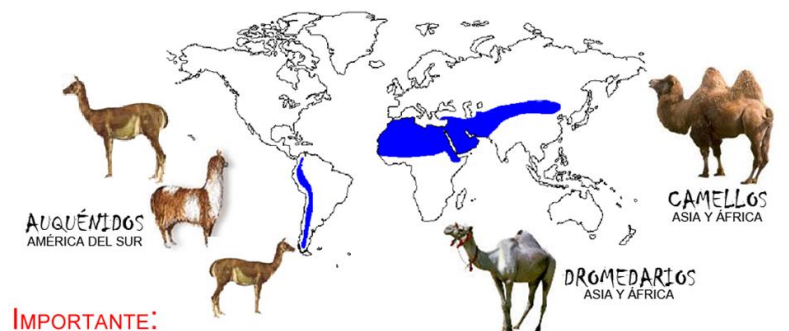 AUQUÉNIDOS
AMÉRICA DEL SUR
CAMELLOS
ASIA Y ÁFRICA
DROMEDARIOS
ASIA Y ÁFRICA
IMPORTANTE: